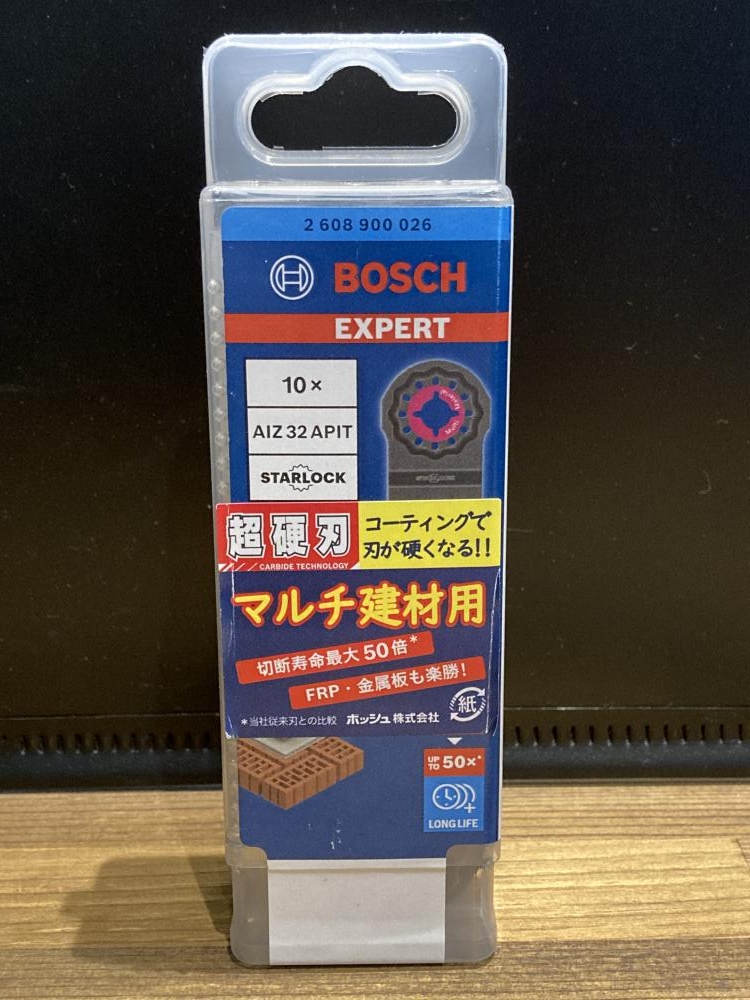 2 608 900 026
BOSCH
EXPERT
10×
AIZ 32 APIT
STARLOCK
超硬刃
CARBIDE TECHNOLOGY
コーティングで
刃が硬くなる!!
マルチ建材用
切断寿命最大50倍*
FRP・金属板も楽勝!
*当社従来刃との比較 ボッシュ株式会社
紙
UP TO 50×*
LONG LIFE